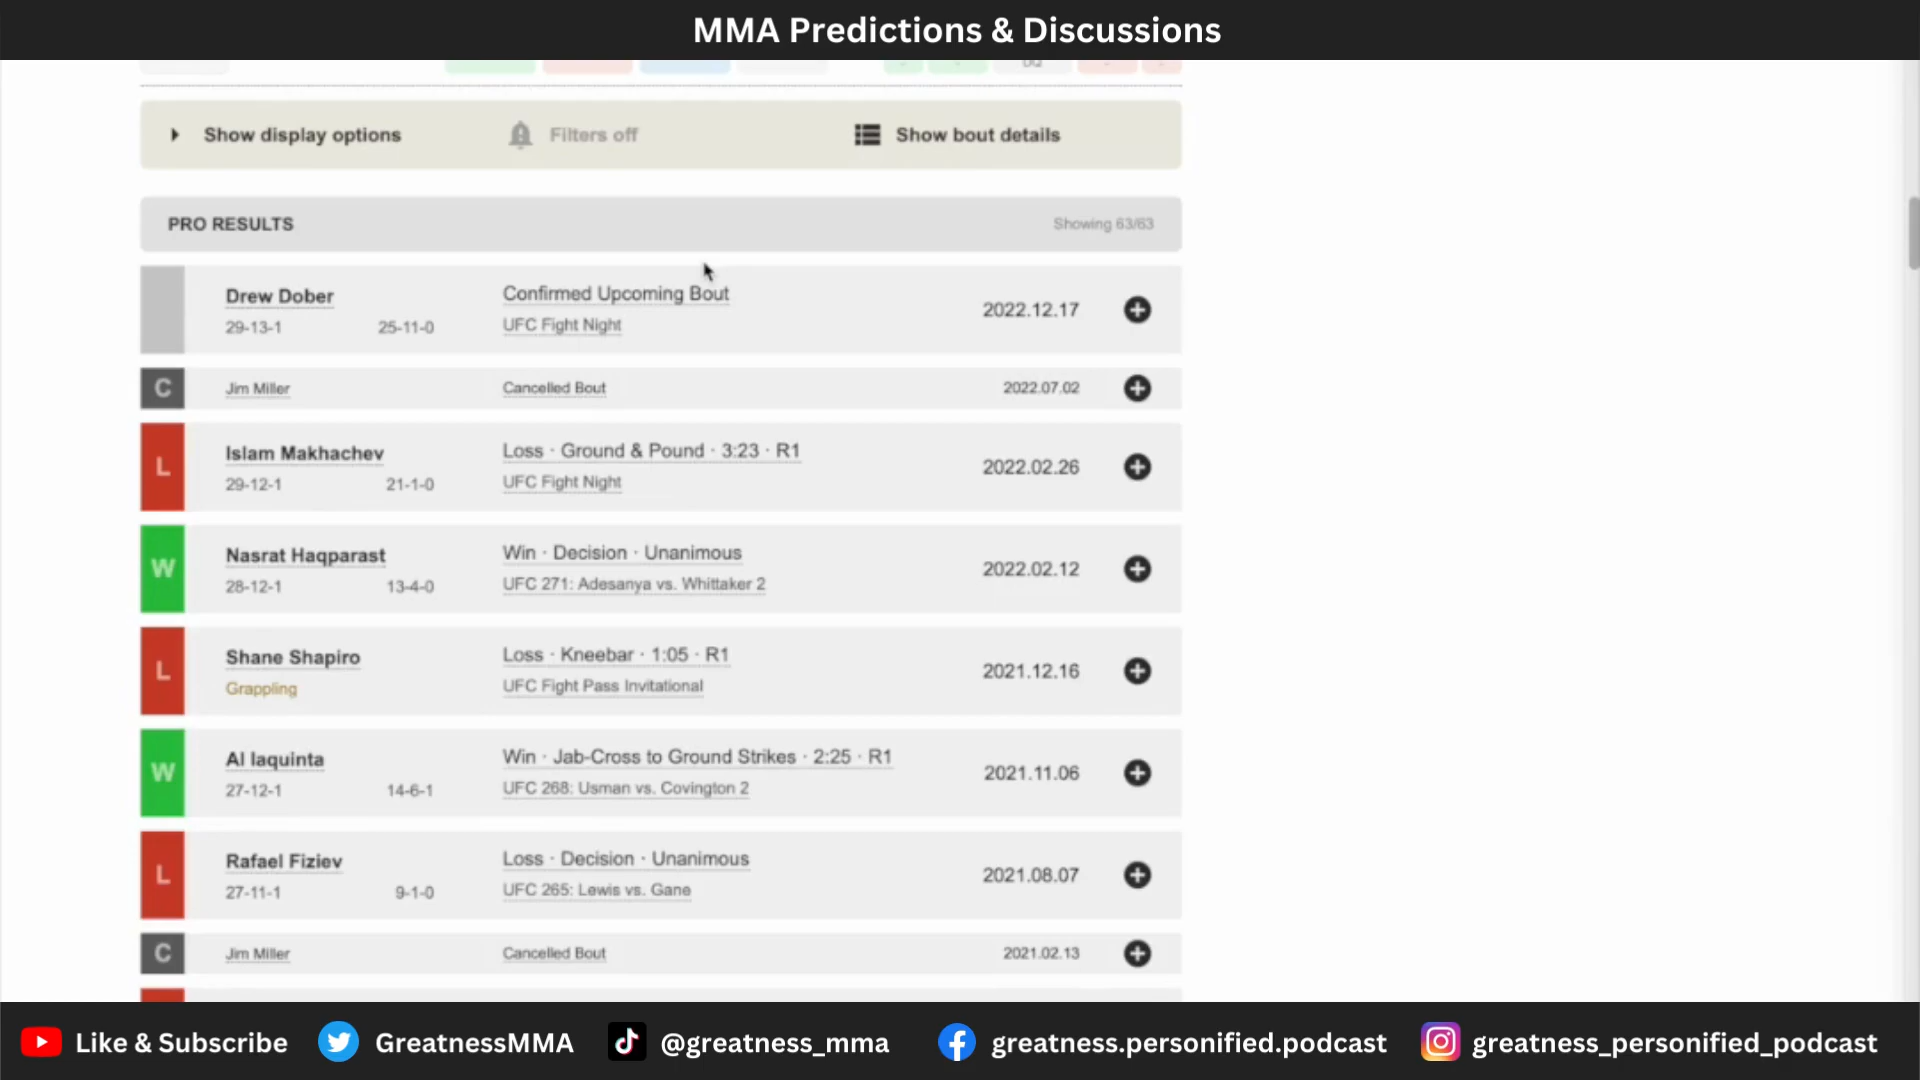 MMA Predictions & Discussions
Show display options Filters off Show bout details
PRO RESULTS Showing 63/63
Drew Dober Confirmed Upcoming Bout 2022.12.17
29-13-1 25-11-0 UFC Fight Night
C Jim Miller Cancelled Bout 2022.07.02
L Islam Makhachev Loss · Ground & Pound · 3:23 · R1 2022.02.26
29-12-1 21-1-0 UFC Fight Night
W Nasrat Haqparast Win · Decision · Unanimous 2022.02.12
28-12-1 13-4-0 UFC 271: Adesanya vs. Whittaker 2
L Shane Shapiro Loss · Kneebar · 1:05 · R1 2021.12.16
Grappling UFC Fight Pass Invitational
W Al Iaquinta Win · Jab-Cross to Ground Strikes · 2:25 · R1 2021.11.06
27-12-1 14-6-1 UFC 268: Usman vs. Covington 2
L Rafael Fiziev Loss · Decision · Unanimous 2021.08.07
27-11-1 9-1-0 UFC 265: Lewis vs. Gane
C Jim Miller Cancelled Bout 2021.02.13
Like & Subscribe GreatnessMMA @greatness_mma greatness.personified.podcast greatness_personified_podcast